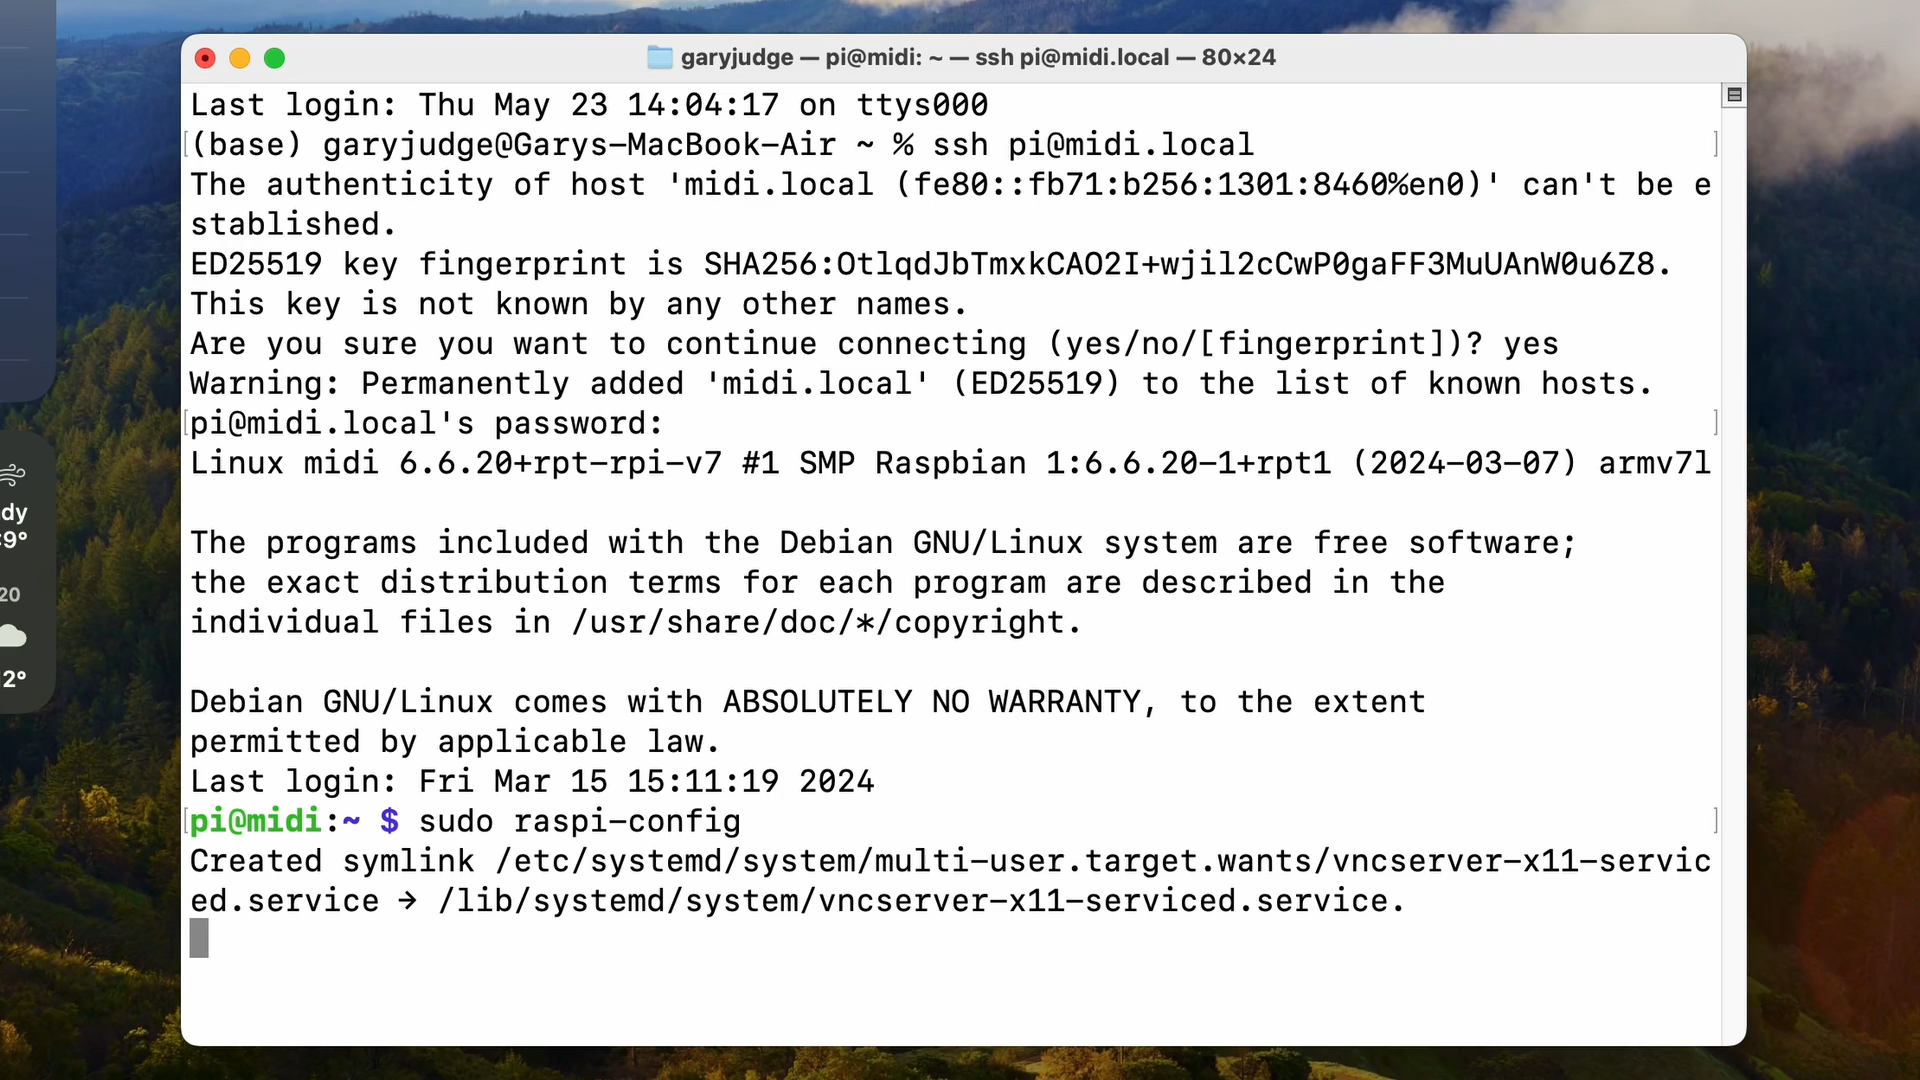 garyjudge — pi@midi: ~ — ssh pi@midi.local — 80×24
Last login: Thu May 23 14:04:17 on ttys000
(base) garyjudge@Garys-MacBook-Air ~ % ssh pi@midi.local
The authenticity of host 'midi.local (fe80::fb71:b256:1301:8460%en0)' can't be e
stablished.
ED25519 key fingerprint is SHA256:OtlqdJbTmxkCAO2I+wjil2cCwP0gaFF3MuUAnW0u6Z8.
This key is not known by any other names.
Are you sure you want to continue connecting (yes/no/[fingerprint])? yes
Warning: Permanently added 'midi.local' (ED25519) to the list of known hosts.
pi@midi.local's password:
Linux midi 6.6.20+rpt-rpi-v7 #1 SMP Raspbian 1:6.6.20-1+rpt1 (2024-03-07) armv7l
The programs included with the Debian GNU/Linux system are free software;
the exact distribution terms for each program are described in the
individual files in /usr/share/doc/*/copyright.
Debian GNU/Linux comes with ABSOLUTELY NO WARRANTY, to the extent
permitted by applicable law.
Last login: Fri Mar 15 15:11:19 2024
pi@midi:~ $ sudo raspi-config
Created symlink /etc/systemd/system/multi-user.target.wants/vncserver-x11-servic
ed.service → /lib/systemd/system/vncserver-x11-serviced.service.
dy
9°
20
2°